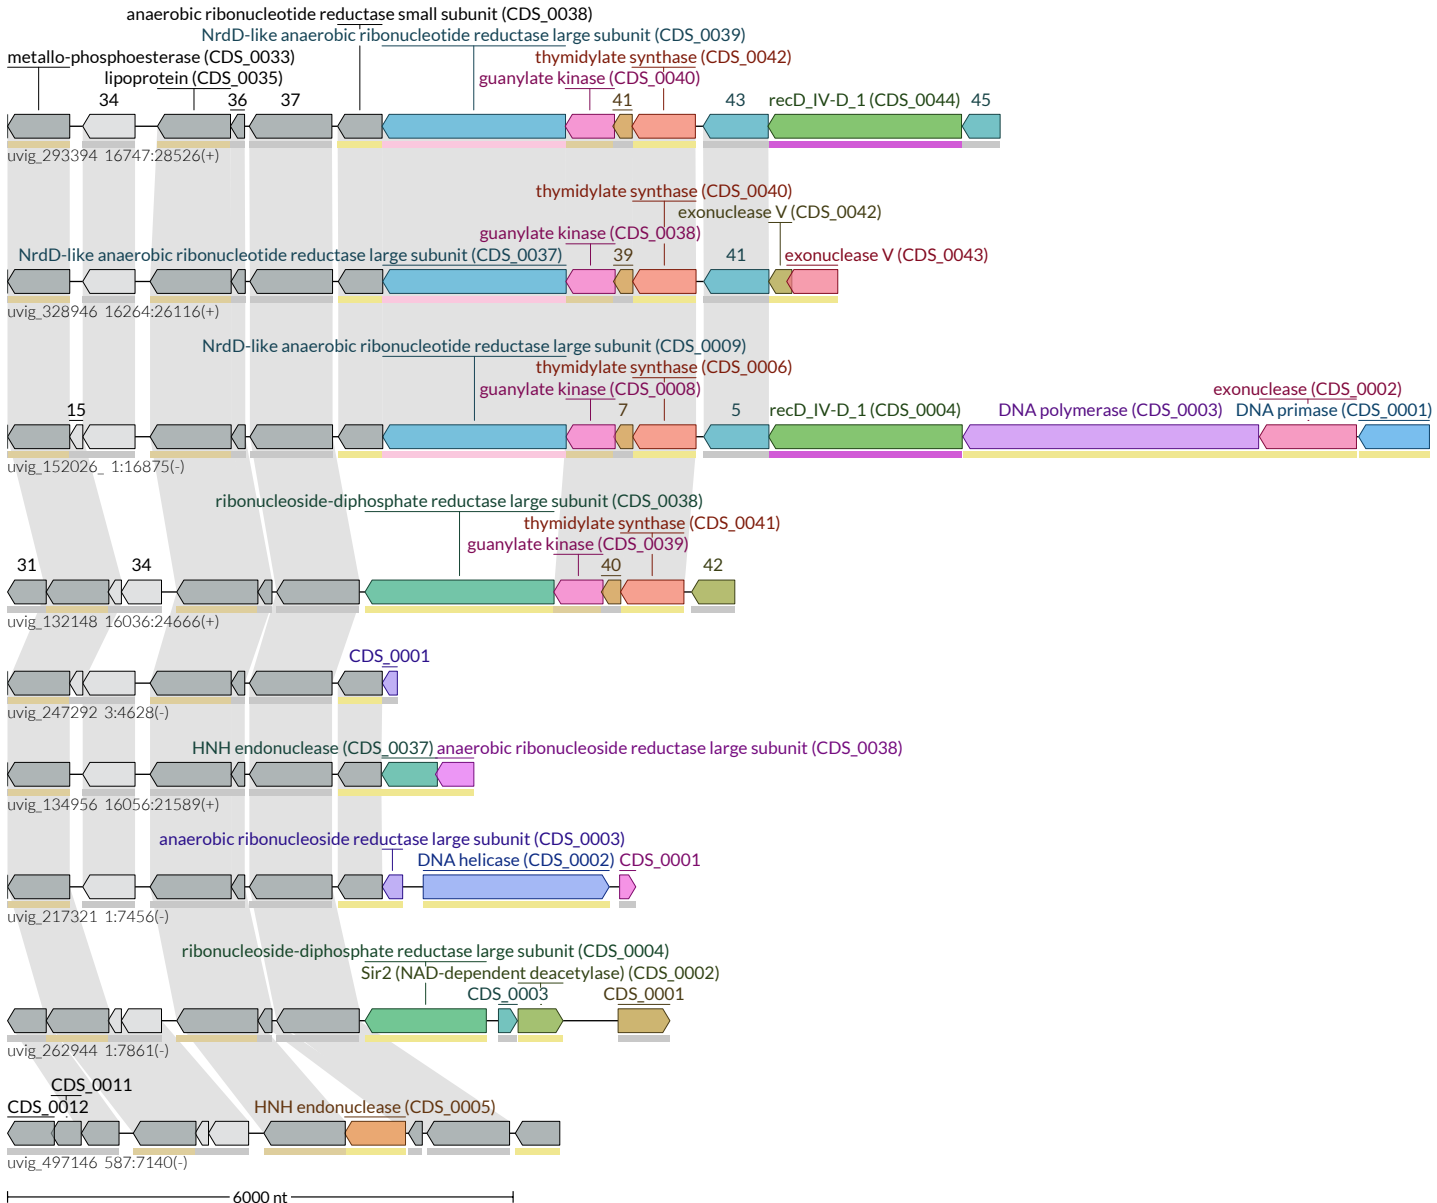 anaerobic ribonucleotide reductase small subunit (CDS_0038)
NrdD-like anaerobic ribonucleotide reductase large subunit (CDS_0039)
metallo-phosphoesterase (CDS_0033)
thymidylate synthase (CDS_0042)
lipoprotein (CDS_0035)
guanylate kinase (CDS_0040)
34 36 37 41 43 recD_IV-D_1 (CDS_0044) 45
uvig_293394 16747:28526(+)
thymidylate synthase (CDS_0040)
exonuclease V (CDS_0042)
guanylate kinase (CDS_0038)
NrdD-like anaerobic ribonucleotide reductase large subunit (CDS_0037) 39 41 exonuclease V (CDS_0043)
uvig_328946 16264:26116(+)
NrdD-like anaerobic ribonucleotide reductase large subunit (CDS_0009)
thymidylate synthase (CDS_0006)
guanylate kinase (CDS_0008) exonuclease (CDS_0002)
15 7 5 recD_IV-D_1 (CDS_0004) DNA polymerase (CDS_0003) DNA primase (CDS_0001)
uvig_152026_ 1:16875(-)
ribonucleoside-diphosphate reductase large subunit (CDS_0038)
thymidylate synthase (CDS_0041)
guanylate kinase (CDS_0039)
31 34 40 42
uvig_132148 16036:24666(+)
CDS_0001
uvig_247292 3:4628(-)
HNH endonuclease (CDS_0037) anaerobic ribonucleoside reductase large subunit (CDS_0038)
uvig_134956 16056:21589(+)
anaerobic ribonucleoside reductase large subunit (CDS_0003)
DNA helicase (CDS_0002) CDS_0001
uvig_217321 1:7456(-)
ribonucleoside-diphosphate reductase large subunit (CDS_0004)
Sir2 (NAD-dependent deacetylase) (CDS_0002)
CDS_0003 CDS_0001
uvig_262944 1:7861(-)
CDS_0011
CDS_0012 HNH endonuclease (CDS_0005)
uvig_497146 587:7140(-)
6000 nt